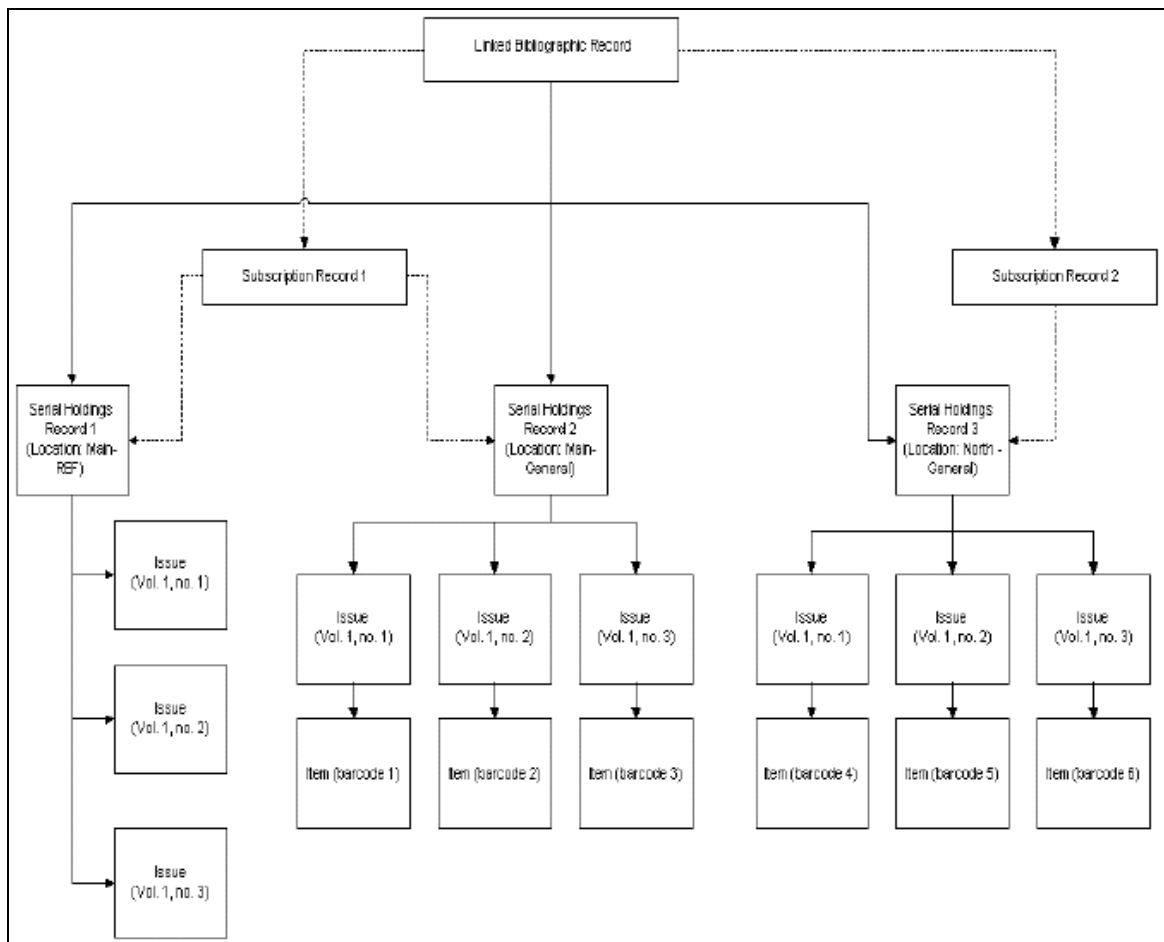 Linked Bibliographic Record
Subscription Record 1
Subscription Record 2
Serial Holdings
Record 1
(Location: Main-
REF)
Serial Holdings
Record 2
(Location: Main-
General)
Serial Holdings
Record 3
(Location: North -
General)
Issue
(Vol. 1, no. 1)
Issue
(Vol. 1, no. 2)
Issue
(Vol. 1, no. 3)
Issue
(Vol. 1, no. 1)
Issue
(Vol. 1, no. 2)
Issue
(Vol. 1, no. 3)
Issue
(Vol. 1, no. 1)
Issue
(Vol. 1, no. 2)
Issue
(Vol. 1, no. 3)
Item (barcode 1)
Item (barcode 2)
Item (barcode 3)
Item (barcode 4)
Item (barcode 5)
Item (barcode 6)